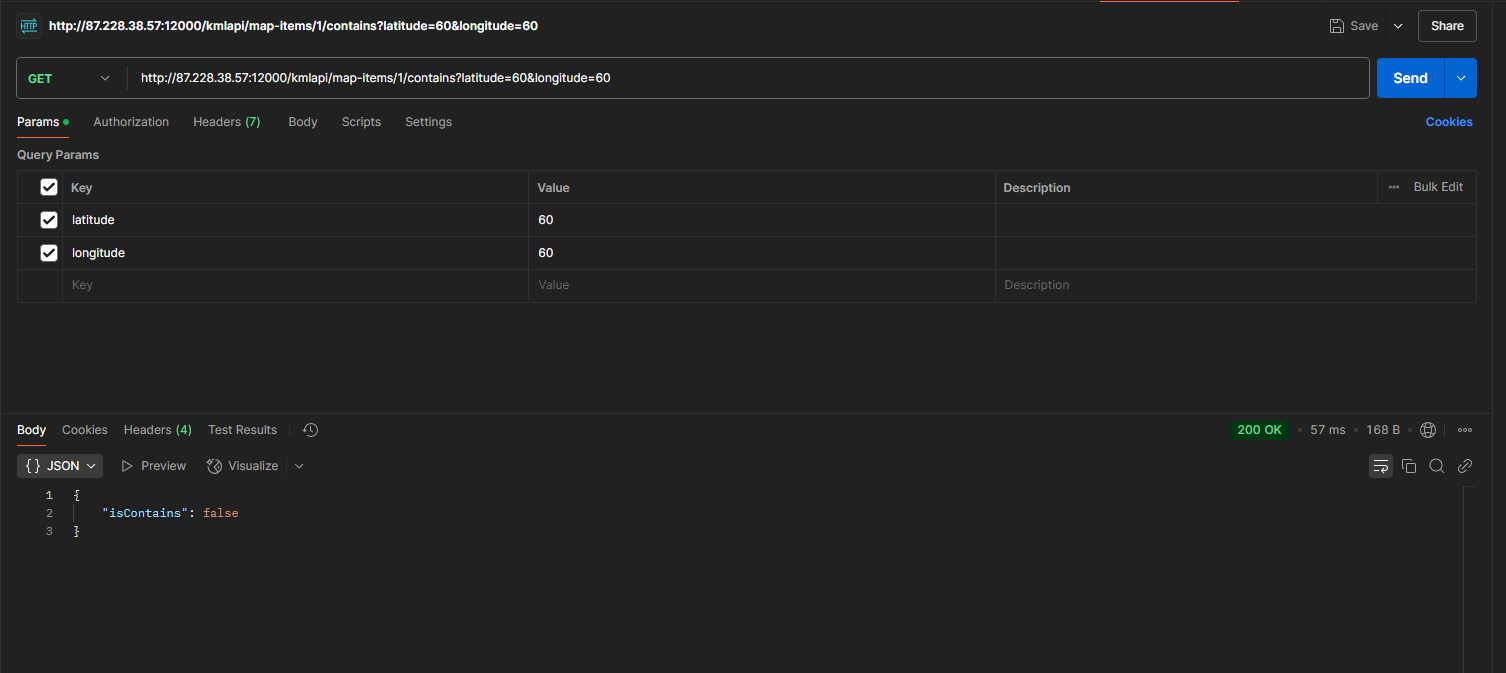 HTTP http://87.228.38.57:12000/kmlapi/map-items/1/contains?latitude=60&longitude=60 Save Share
GET http://87.228.38.57:12000/kmlapi/map-items/1/contains?latitude=60&longitude=60 Send
Params Authorization Headers (7) Body Scripts Settings Cookies
Query Params
Key Value Description Bulk Edit
latitude 60
longitude 60
Key Value Description
Body Cookies Headers (4) Test Results 200 OK 57 ms 168 B
{} JSON Preview Visualize
1 {
2 "isContains": false
3 }